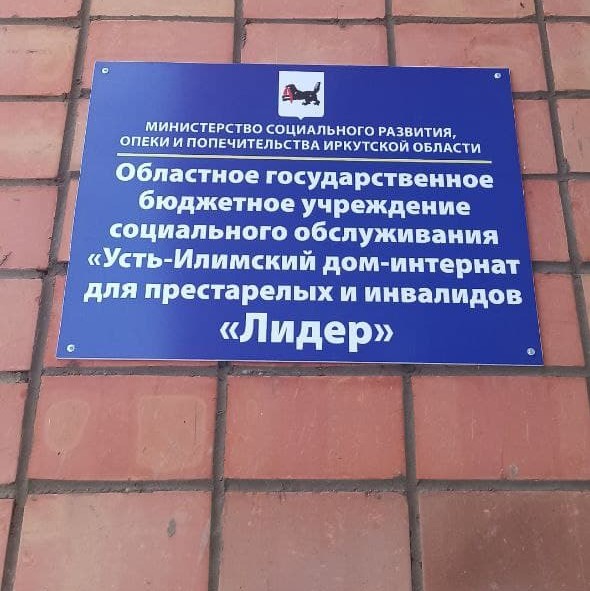 МИНИСТЕРСТВО СОЦИАЛЬНОГО РАЗВИТИЯ,
ОПЕКИ И ПОПЕЧИТЕЛЬСТВА ИРКУТСКОЙ ОБЛАСТИ
Областное государственное
бюджетное учреждение
социального обслуживания
«Усть-Илимский дом-интернат
для престарелых и инвалидов
«Лидер»